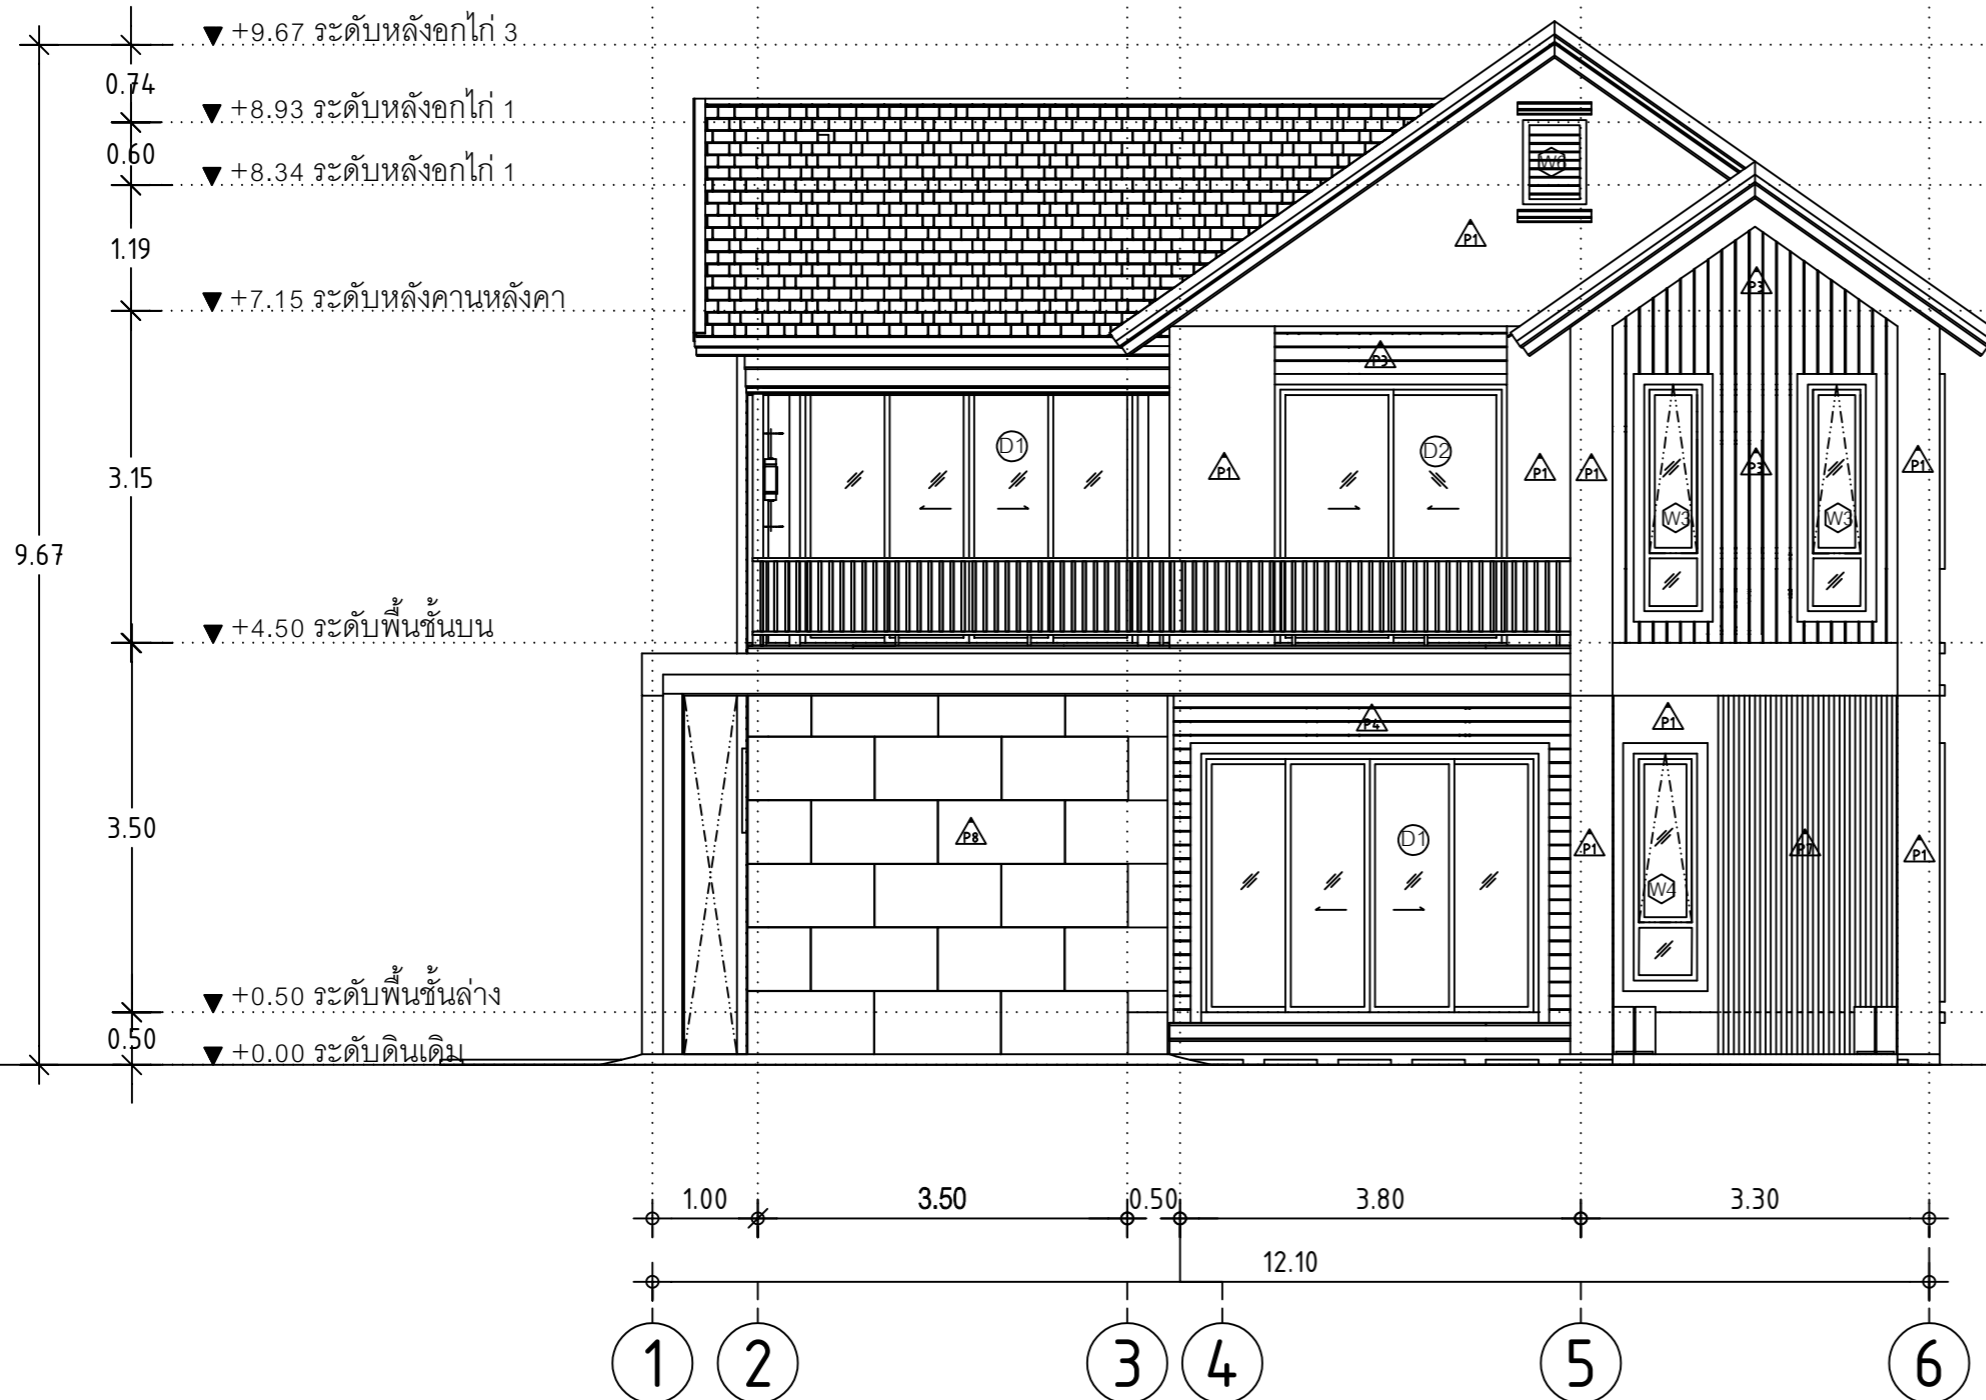 +9.67 ระดับหลังอกไก่ 3
0.74
+8.93 ระดับหลังอกไก่ 1
0.60
+8.34 ระดับหลังอกไก่ 1
W6
1.19
P1
P3
+7.15 ระดับหลังคานหลังคา
P3
3.15
D1
D2
P1
P1
P1
P3
P1
W3
W3
9.67
+4.50 ระดับพื้นชั้นบน
P4
P1
3.50
P8
D1
P1
P7
P1
W4
+0.50 ระดับพื้นชั้นล่าง
0.50
+0.00 ระดับดินเดิม
1.00
3.50
0.50
3.80
3.30
12.10
1
2
3
4
5
6